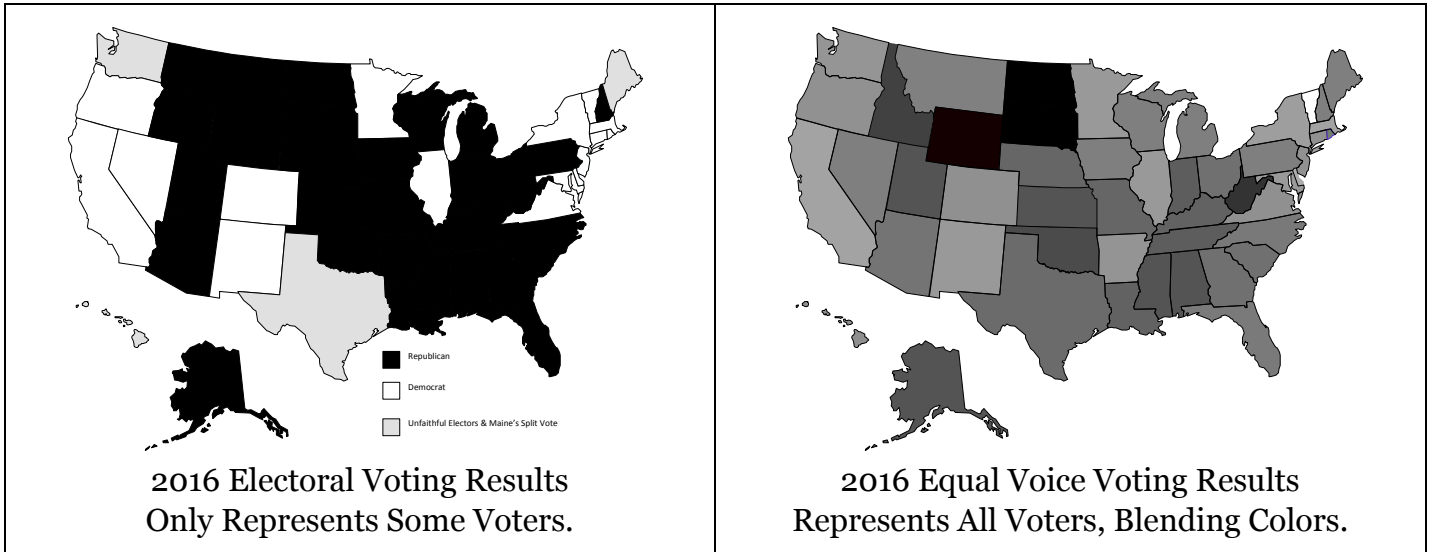 Republican
Democrat
Unfaithful Electors & Maine's Split Vote
2016 Electoral Voting Results
Only Represents Some Voters.
2016 Equal Voice Voting Results
Represents All Voters, Blending Colors.